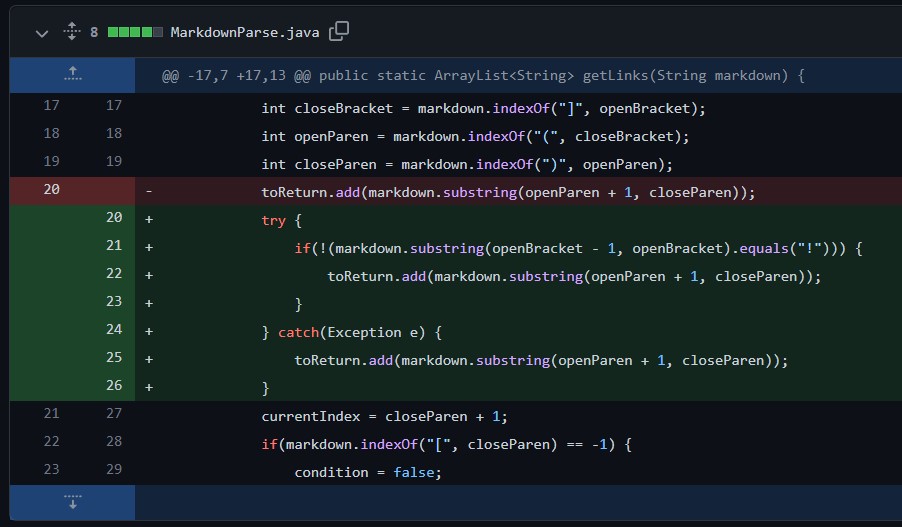 8 MarkdownParse.java
@@ -17,7 +17,13 @@ public static ArrayList<String> getLinks(String markdown) {
17 17 int closeBracket = markdown.indexOf("]", openBracket);
18 18 int openParen = markdown.indexOf("(", closeBracket);
19 19 int closeParen = markdown.indexOf(")", openParen);
20 - toReturn.add(markdown.substring(openParen + 1, closeParen));
20 + try {
21 + if(!(markdown.substring(openBracket - 1, openBracket).equals("!"))) {
22 + toReturn.add(markdown.substring(openParen + 1, closeParen));
23 + }
24 + } catch(Exception e) {
25 + toReturn.add(markdown.substring(openParen + 1, closeParen));
26 + }
21 27 currentIndex = closeParen + 1;
22 28 if(markdown.indexOf("[", closeParen) == -1) {
23 29 condition = false;